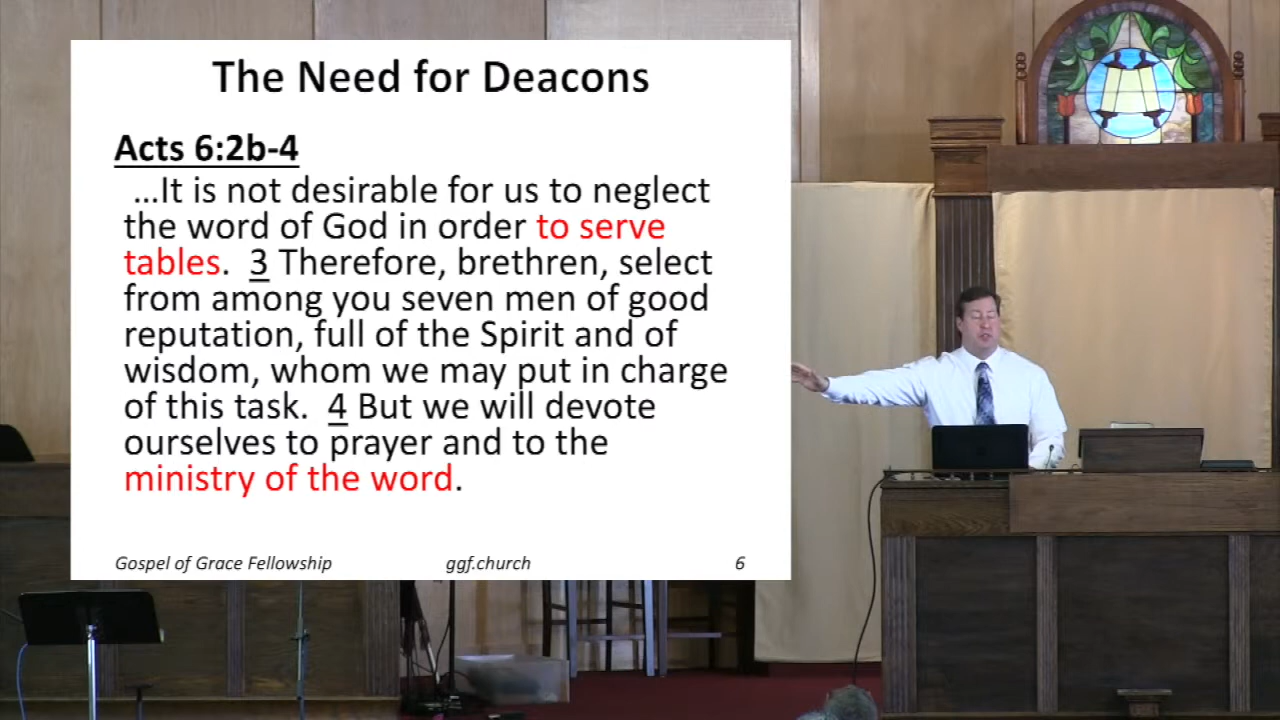 The Need for Deacons
Acts 6:2b-4
…It is not desirable for us to neglect
the word of God in order to serve
tables.  3 Therefore, brethren, select
from among you seven men of good
reputation, full of the Spirit and of
wisdom, whom we may put in charge
of this task.  4 But we will devote
ourselves to prayer and to the
ministry of the word.
Gospel of Grace Fellowship
ggf.church
6